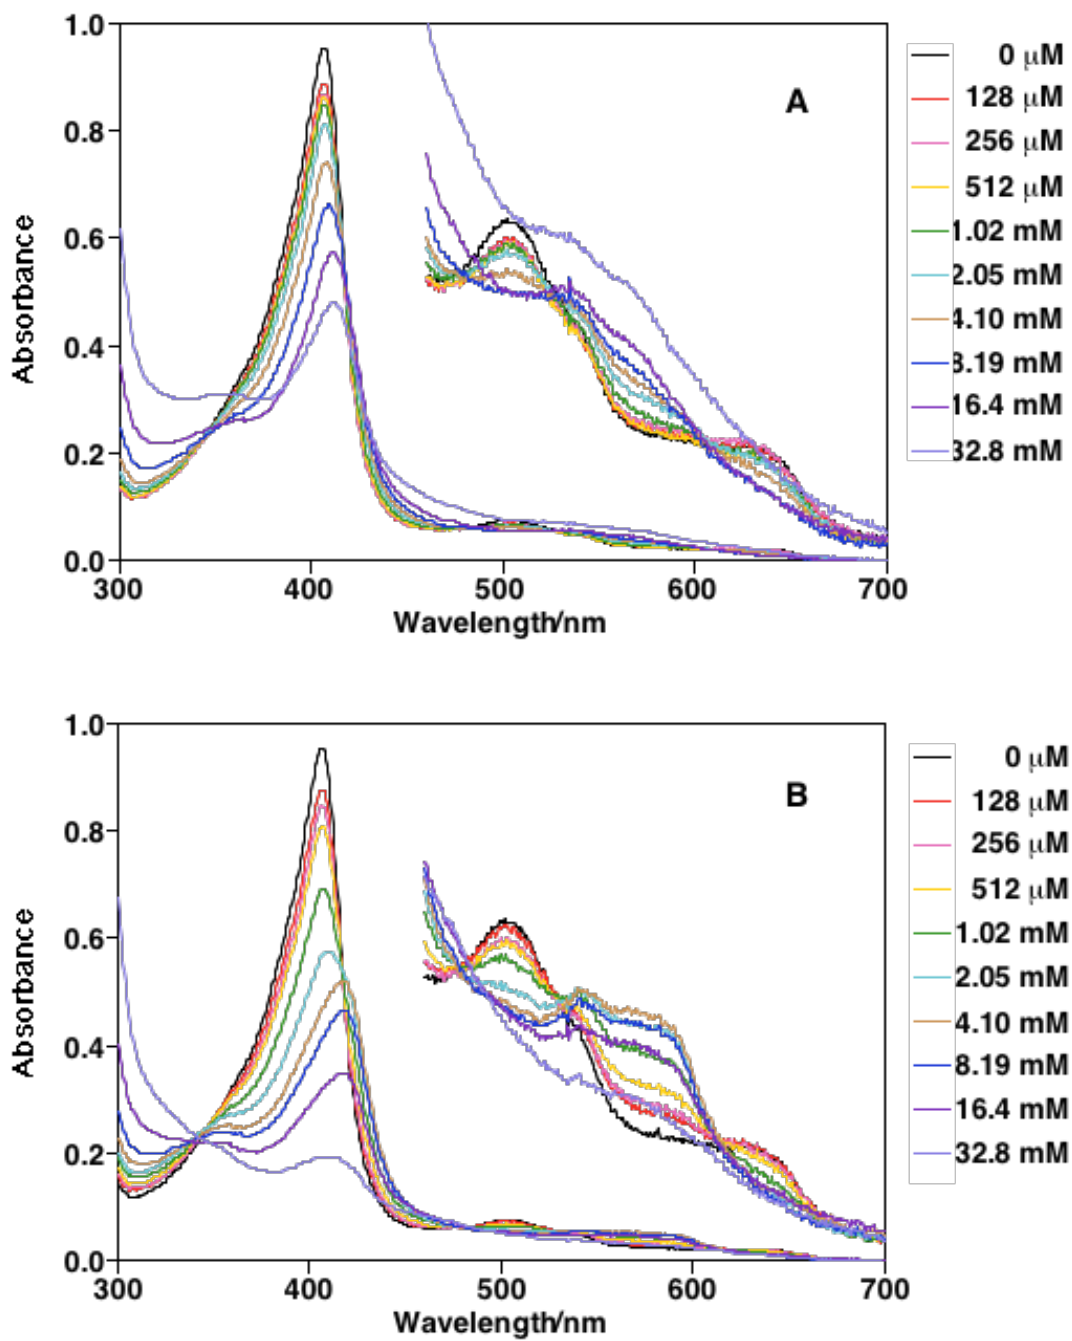 1.0
0.8
0.6
0.4
0.2
0.0
Absorbance
300 400 500 600 700
Wavelength/nm
A
0 μM
128 μM
256 μM
512 μM
1.02 mM
2.05 mM
4.10 mM
8.19 mM
16.4 mM
32.8 mM
1.0
0.8
0.6
0.4
0.2
0.0
Absorbance
300 400 500 600 700
Wavelength/nm
B
0 μM
128 μM
256 μM
512 μM
1.02 mM
2.05 mM
4.10 mM
8.19 mM
16.4 mM
32.8 mM